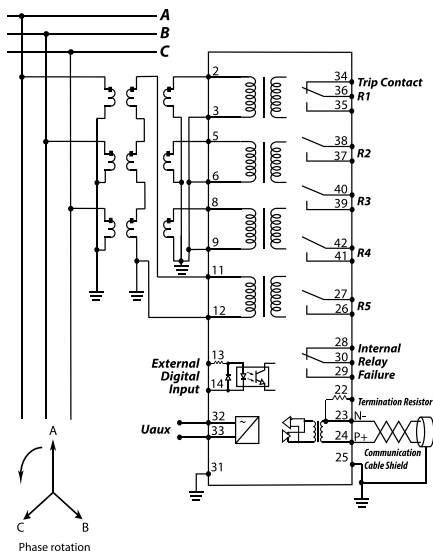 A
B
C
2
34 Trip Contact
36 R1
3
35
5
38
37 R2
6
40
8
39 R3
9
42
41 R4
11
27
12
26 R5
28 Internal
External 13
30 Relay
Digital
29 Failure
Input 14
22
Termination Resistor
32
23 N-
Uaux
~
33
24 P+
Communication
25
Cable Shield
31
A
C
B
Phase rotation